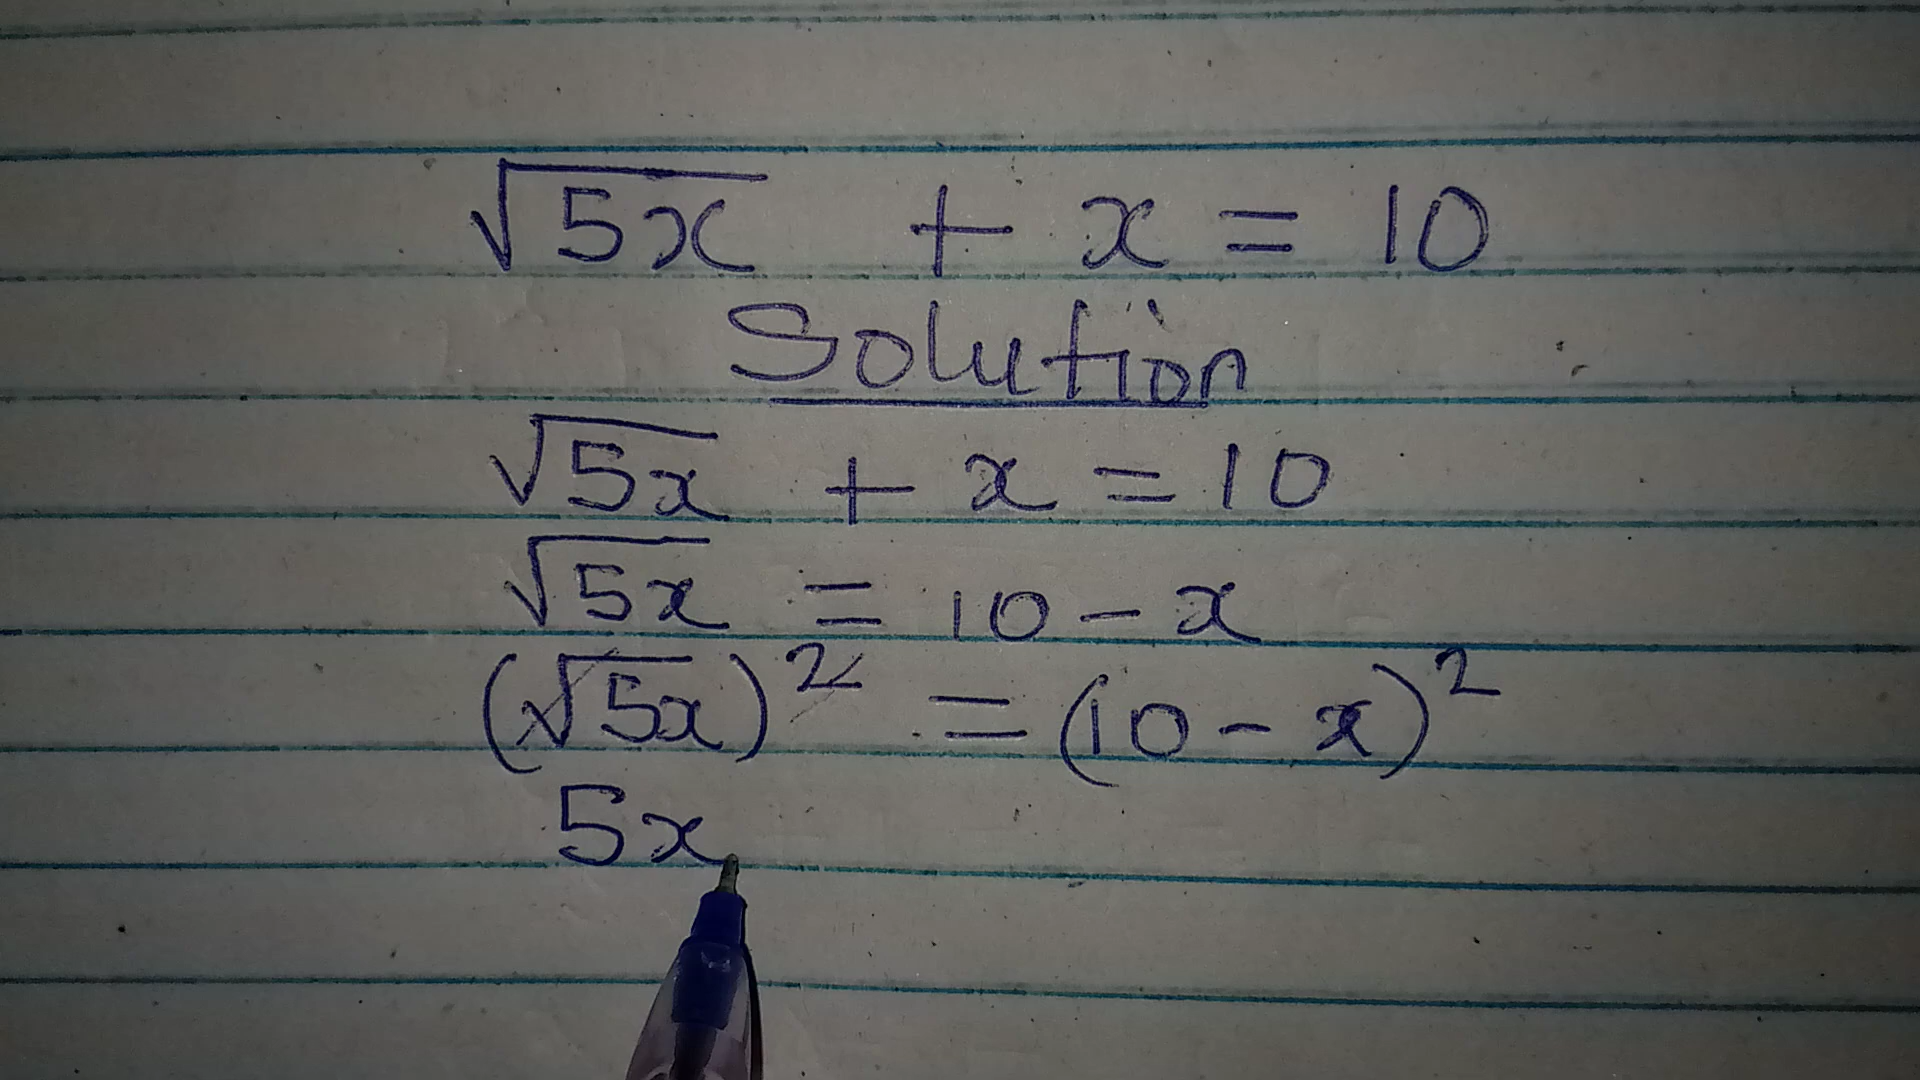 √5x + x = 10
Solution
√5x + x = 10
√5x = 10 - x
(√5x)² = (10 - x)²
5x